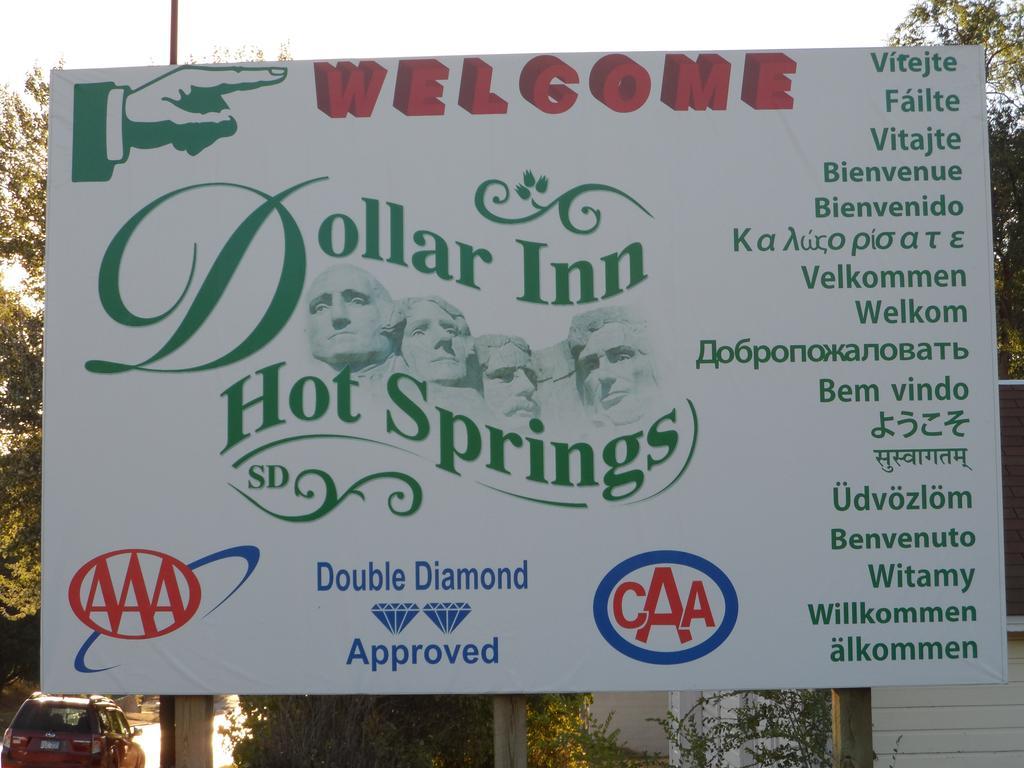 WELCOME
Dollar Inn
Hot Springs
SD
AAA
Double Diamond
Approved
CAA
Vítejte
Fáilte
Vitajte
Bienvenue
Bienvenido
Καλώςορίσατε
Velkommen
Welkom
Добропожаловать
Bem vindo
ようこそ
सुस्वागतम्
Üdvözlöm
Benvenuto
Witamy
Willkommen
älkommen